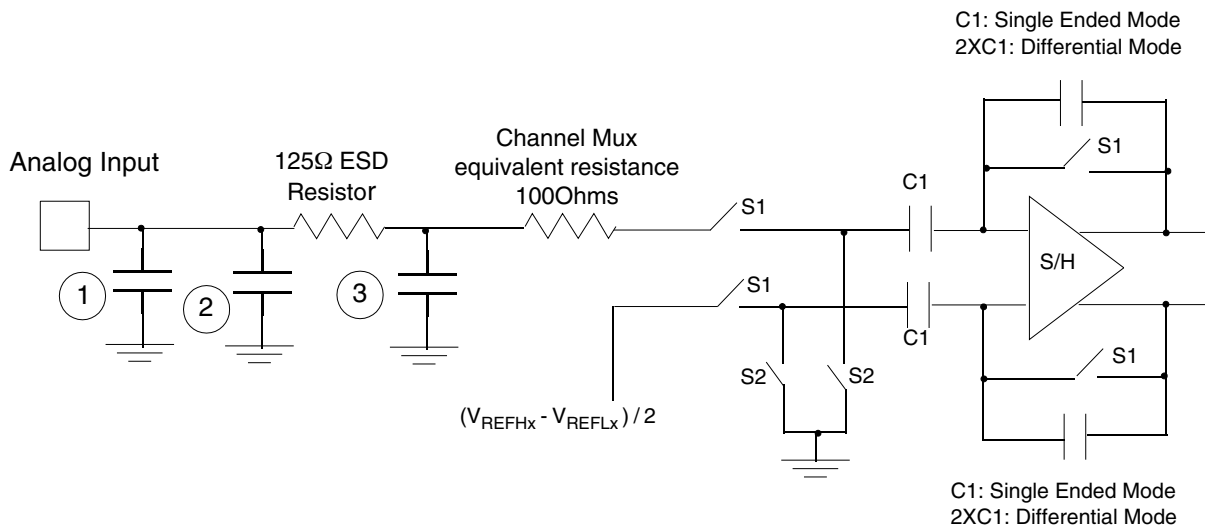 C1: Single Ended Mode
2XC1: Differential Mode
Analog Input
125Ω ESD
Resistor
Channel Mux
equivalent resistance
100Ohms
S1
C1
S1
S/H
1
2
3
S1
C1
S1
S2
S2
(VREFHx - VREFLx ) / 2
C1: Single Ended Mode
2XC1: Differential Mode